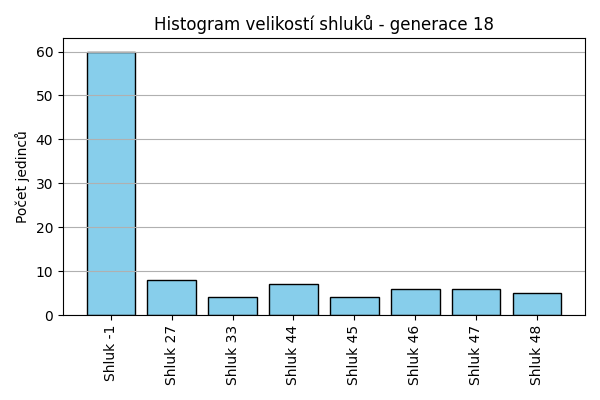 Histogram velikostí shluků - generace 18
Počet jedinců
60
50
40
30
20
10
0
Shluk -1
Shluk 27
Shluk 33
Shluk 44
Shluk 45
Shluk 46
Shluk 47
Shluk 48